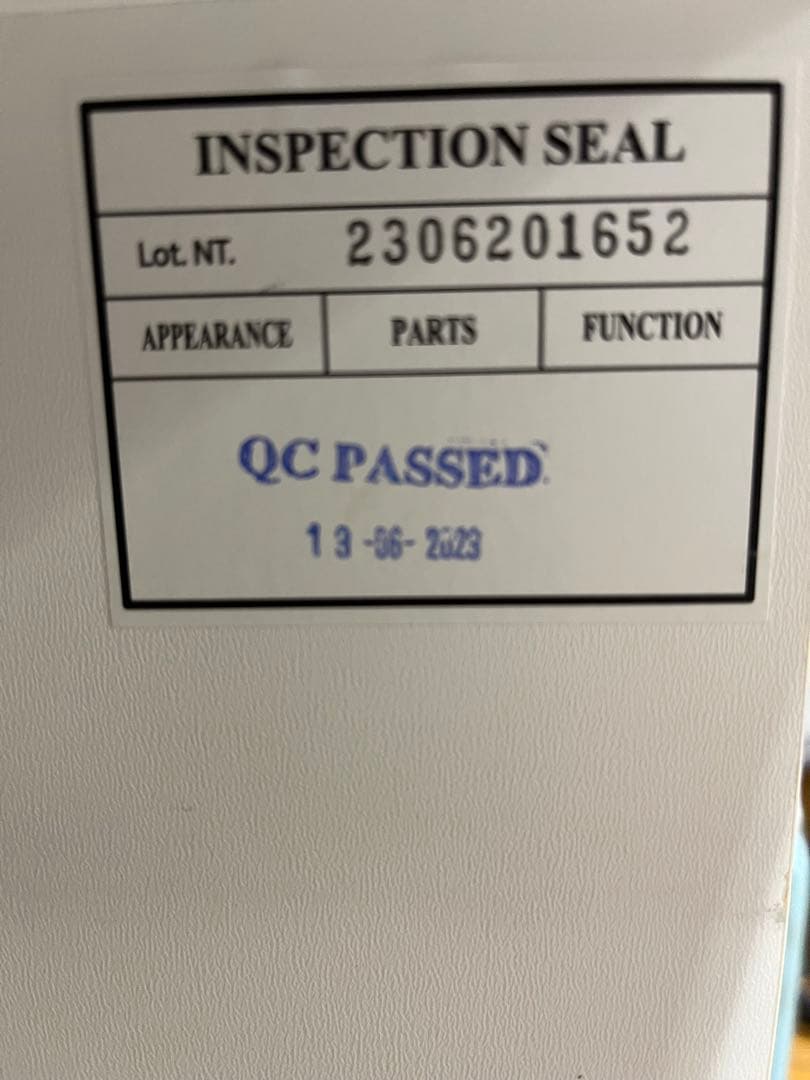 INSPECTION SEAL
Lot. NT. 2306201652
APPEARANCE PARTS FUNCTION
QC PASSED
13-06-2023